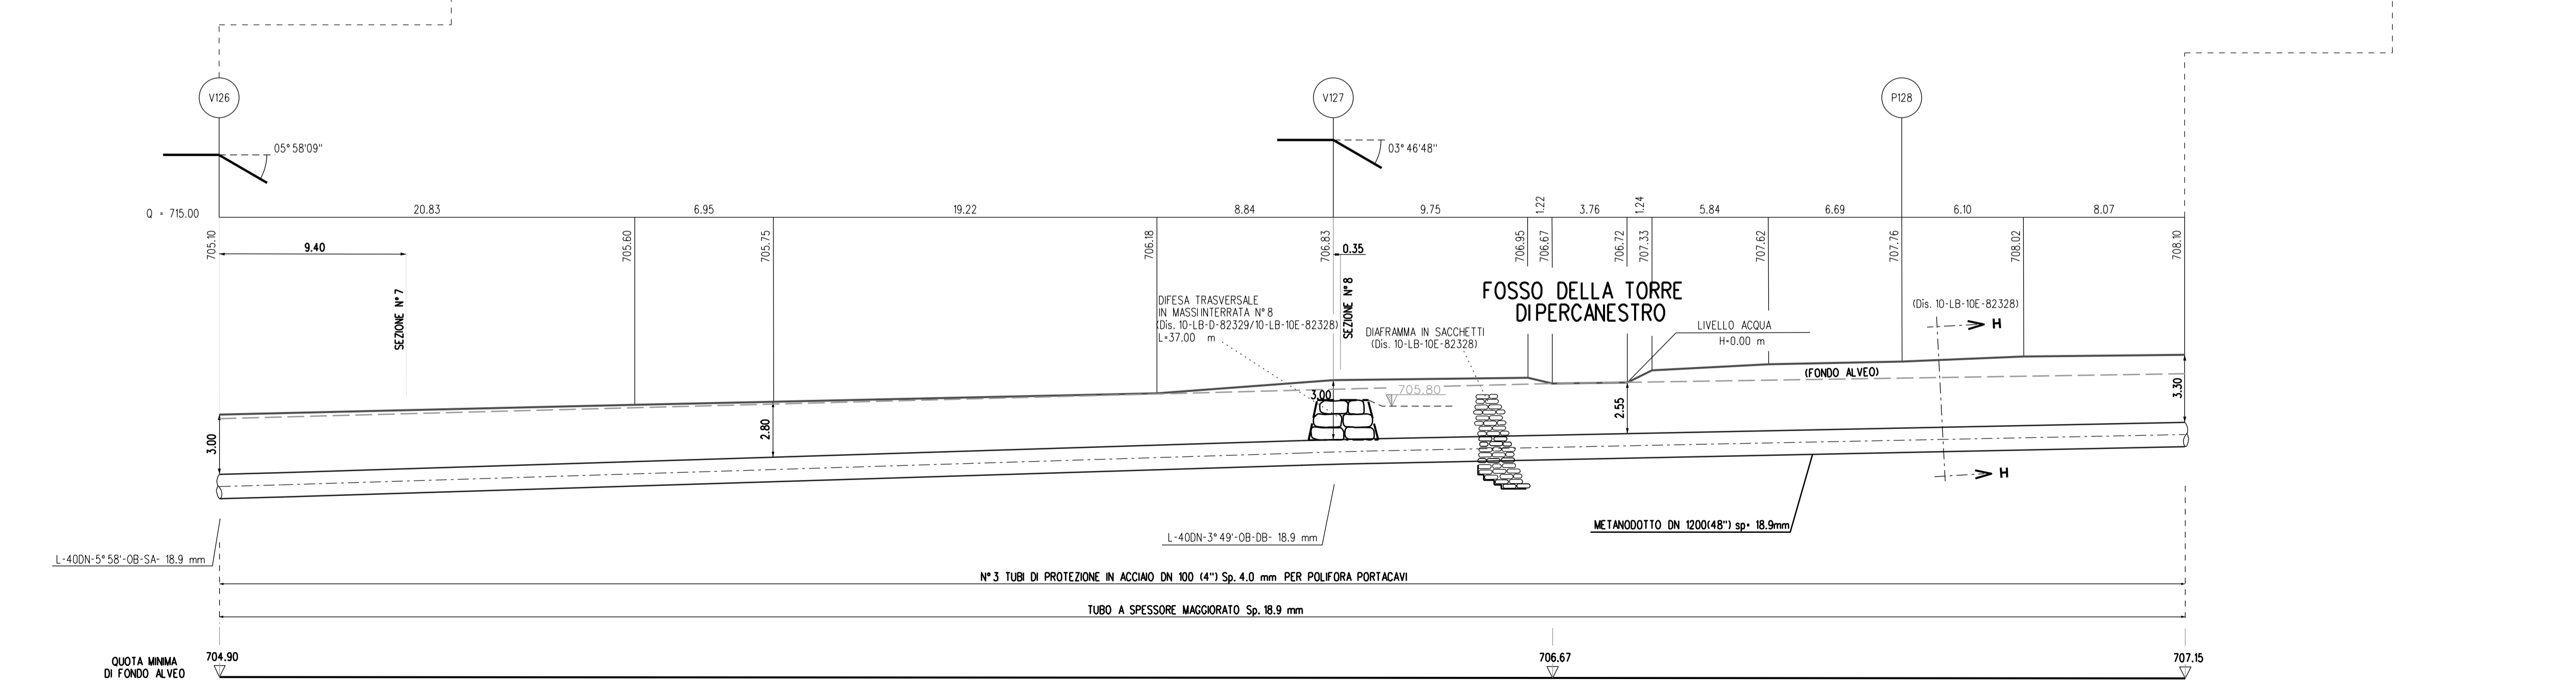 V126
V127
P128
05°58'09"
03°46'48"
Q = 715.00
20.83
6.95
19.22
8.84
9.75
1.22
3.76
1.24
5.84
6.69
6.10
8.07
705.10
705.60
705.75
706.18
706.83
706.95
706.67
706.72
707.33
707.62
707.76
708.02
708.10
9.40
0.35
SEZIONE N°7
SEZIONE N°8
FOSSO DELLA TORRE
DI PERCANESTRO
DIFESA TRASVERSALE
IN MASSI INTERRATA N°8
(Dis. 10-LB-D-82329/10-LB-10E-82328)
L=37.00 m
DIAFRAMMA IN SACCHETTI
(Dis. 10-LB-10E-82328)
LIVELLO ACQUA
H=0.00 m
(Dis. 10-LB-10E-82328)
H
(FONDO ALVEO)
705.80
3.00
3.00
2.80
2.55
3.30
H
METANODOTTO DN 1200(48") sp= 18.9mm
L-40DN-3°49'-OB-DB- 18.9 mm
L-40DN-5°58'-OB-SA- 18.9 mm
N°3 TUBI DI PROTEZIONE IN ACCIAIO DN 100 (4") Sp. 4.0 mm PER POLIFORA PORTACAVI
TUBO A SPESSORE MAGGIORATO Sp. 18.9 mm
QUOTA MINIMA
DI FONDO ALVEO
704.90
706.67
707.15